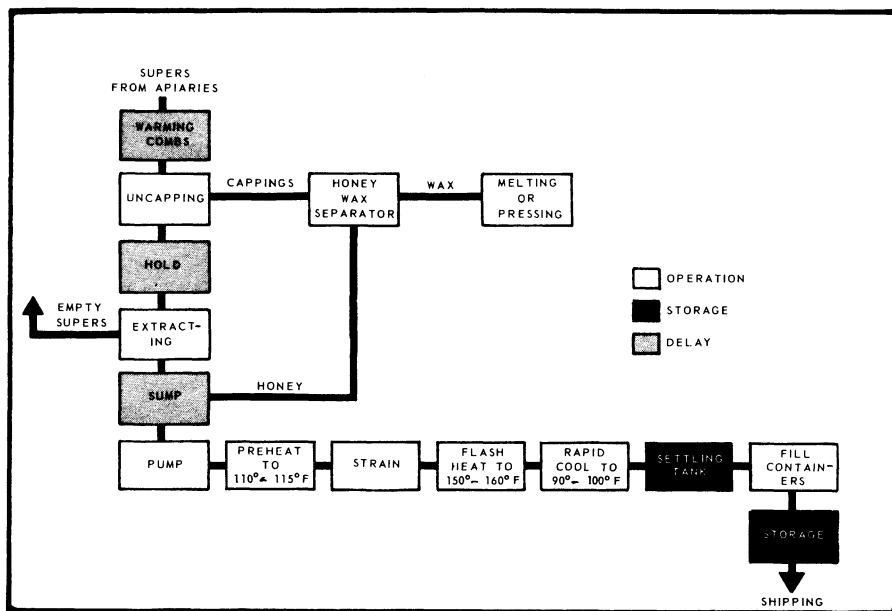 SUPERS
FROM APIARIES
WARMING
COMBS
UNCAPPING
CAPPINGS
HONEY
WAX
SEPARATOR
WAX
MELTING
OR
PRESSING
HOLD
EMPTY
SUPERS
EXTRACT-
ING
OPERATION
STORAGE
DELAY
SUMP
HONEY
PUMP
PREHEAT
TO
110°- 115°F
STRAIN
FLASH
HEAT TO
150°- 160°F
RAPID
COOL TO
90°- 100°F
SETTLING
TANK
FILL
CONTAIN-
ERS
STORAGE
SHIPPING